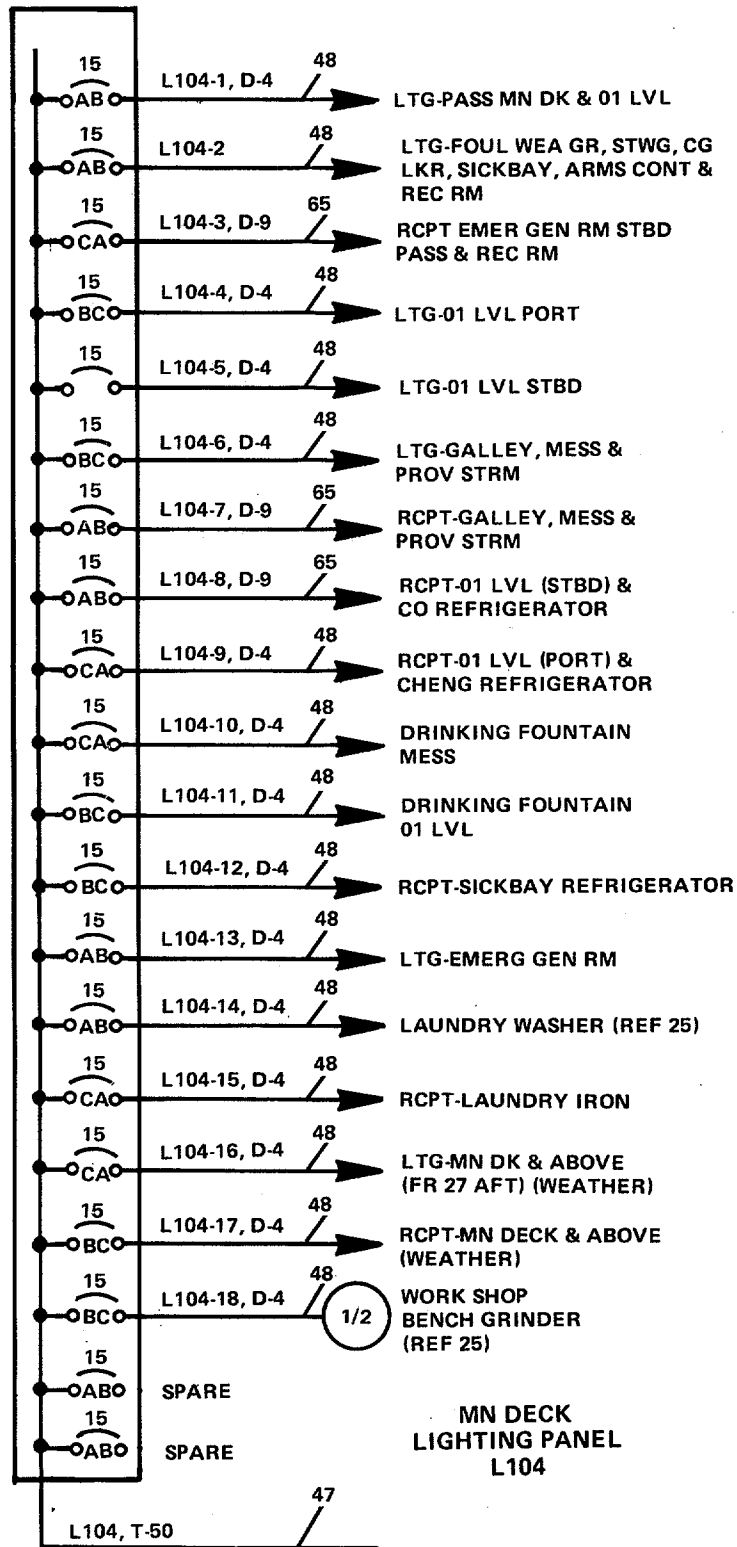 15
AB
L104-1, D-4
48
LTG-PASS MN DK & 01 LVL
15
AB
L104-2
48
LTG-FOUL WEA GR, STWG, CG
LKR, SICKBAY, ARMS CONT &
REC RM
15
CA
L104-3, D-9
65
RCPT EMER GEN RM STBD
PASS & REC RM
15
BC
L104-4, D-4
48
LTG-01 LVL PORT
15
L104-5, D-4
48
LTG-01 LVL STBD
15
BC
L104-6, D-4
48
LTG-GALLEY, MESS &
PROV STRM
15
AB
L104-7, D-9
65
RCPT-GALLEY, MESS &
PROV STRM
15
AB
L104-8, D-9
65
RCPT-01 LVL (STBD) &
CO REFRIGERATOR
15
CA
L104-9, D-4
48
RCPT-01 LVL (PORT) &
CHENG REFRIGERATOR
15
CA
L104-10, D-4
48
DRINKING FOUNTAIN
MESS
15
BC
L104-11, D-4
48
DRINKING FOUNTAIN
01 LVL
15
BC
L104-12, D-4
48
RCPT-SICKBAY REFRIGERATOR
15
AB
L104-13, D-4
48
LTG-EMERG GEN RM
15
AB
L104-14, D-4
48
LAUNDRY WASHER (REF 25)
15
CA
L104-15, D-4
48
RCPT-LAUNDRY IRON
15
CA
L104-16, D-4
48
LTG-MN DK & ABOVE
(FR 27 AFT) (WEATHER)
15
BC
L104-17, D-4
48
RCPT-MN DECK & ABOVE
(WEATHER)
15
BC
L104-18, D-4
48
1/2
WORK SHOP
BENCH GRINDER
(REF 25)
15
AB
SPARE
15
AB
SPARE
MN DECK
LIGHTING PANEL
L104
L104, T-50
47